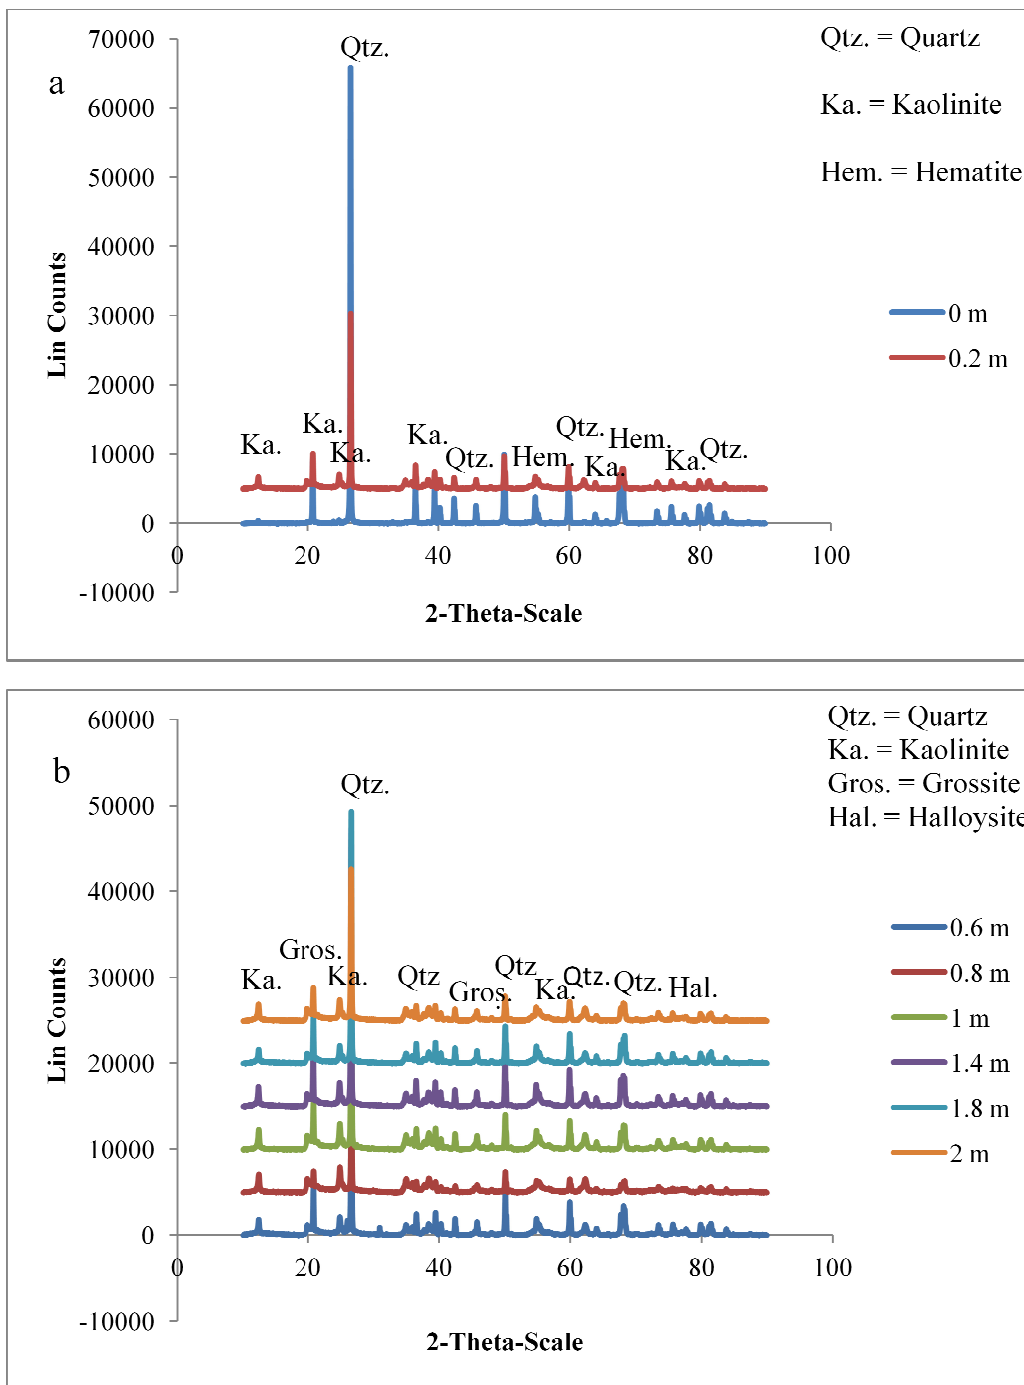 a
Qtz. = Quartz
Ka. = Kaolinite
Hem. = Hematite
Lin Counts
70000
60000
50000
40000
30000
20000
10000
0
-10000
Qtz.
Ka.
Ka.
Ka.
Ka.
Qtz.
Hem.
Qtz.
Ka.
Hem.
Ka.
Qtz.
0 m
0.2 m
0 20 40 60 80 100
2-Theta-Scale
b
Qtz. = Quartz
Ka. = Kaolinite
Gros. = Grossite
Hal. = Halloysite
Lin Counts
60000
50000
40000
30000
20000
10000
0
-10000
Qtz.
Ka.
Gros.
Ka.
Qtz
Gros.
Qtz.
Ka.
Qtz.
Qtz.
Hal.
0.6 m
0.8 m
1 m
1.4 m
1.8 m
2 m
0 20 40 60 80 100
2-Theta-Scale